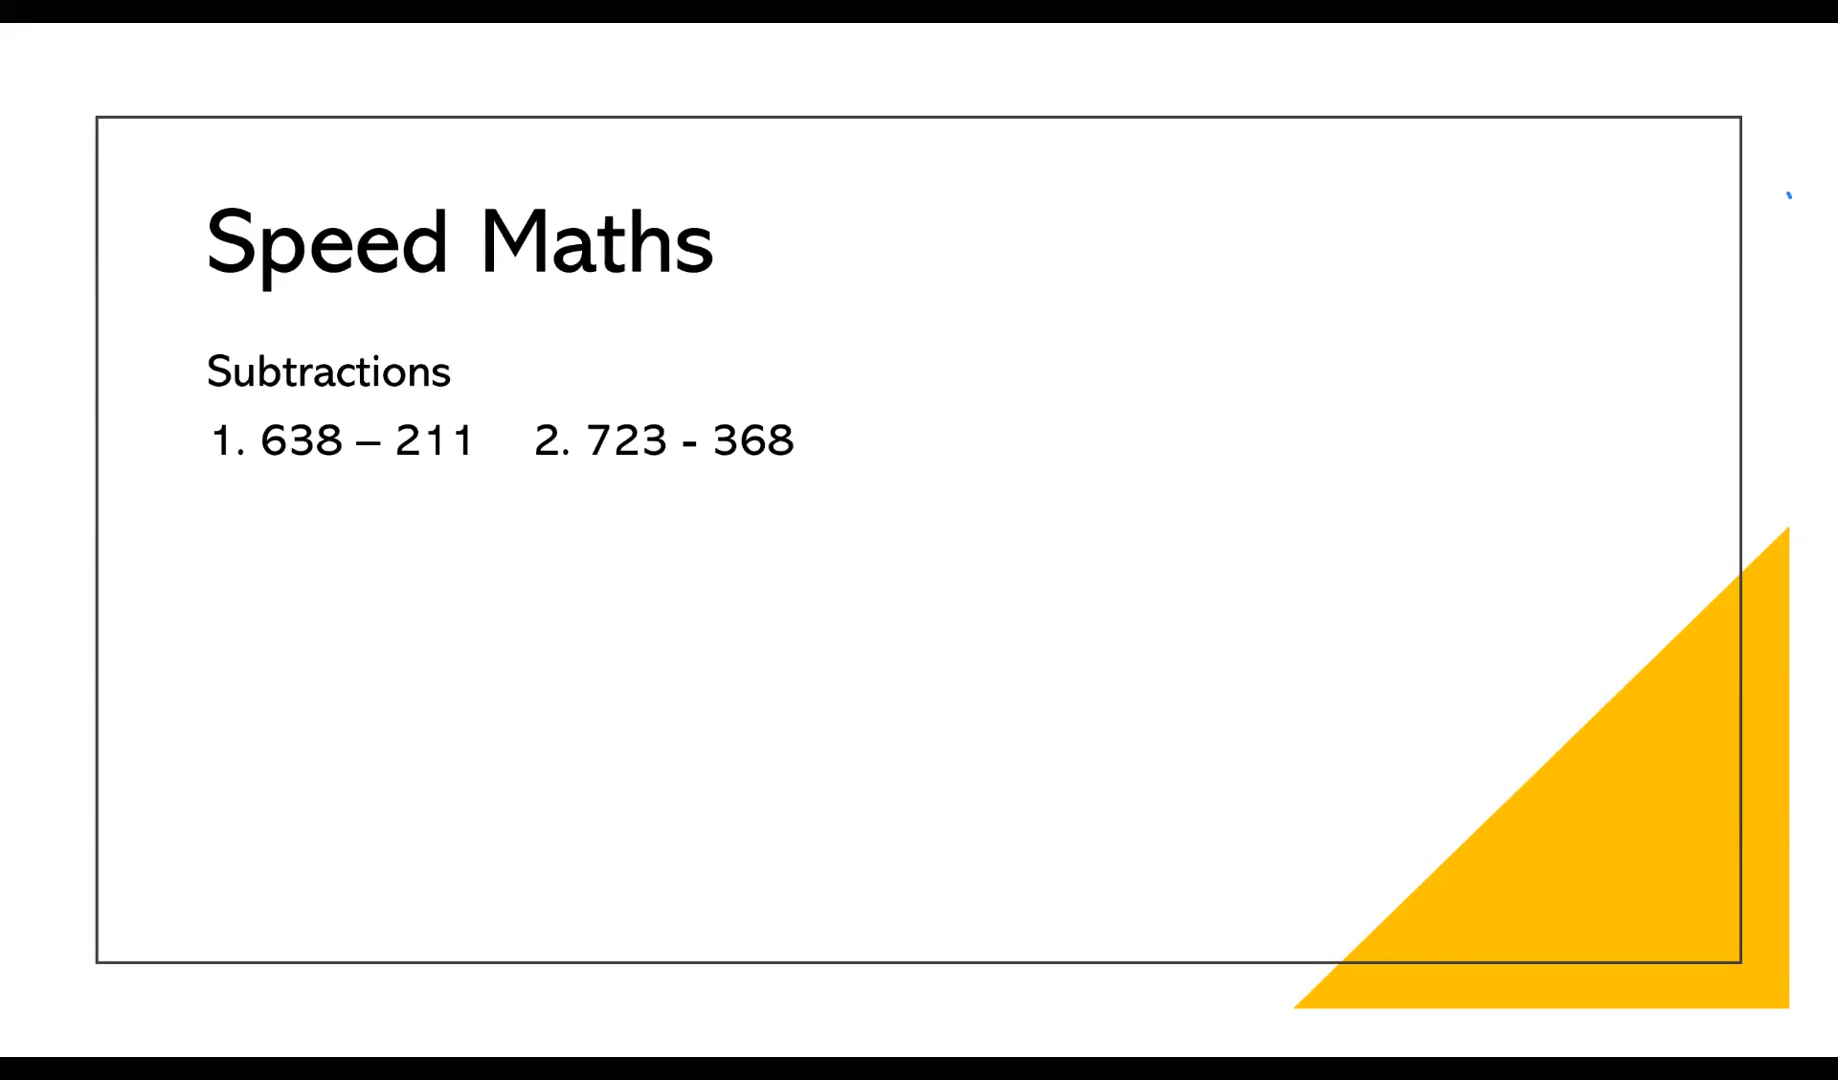 Speed Maths
Subtractions
1. 638 – 211 2. 723 - 368